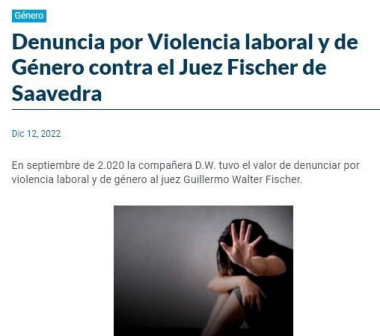 Género
Denuncia por Violencia laboral y de
Género contra el Juez Fischer de
Saavedra
Dic 12, 2022
En septiembre de 2.020 la compañera D.W. tuvo el valor de denunciar por
violencia laboral y de género al juez Guillermo Walter Fischer.